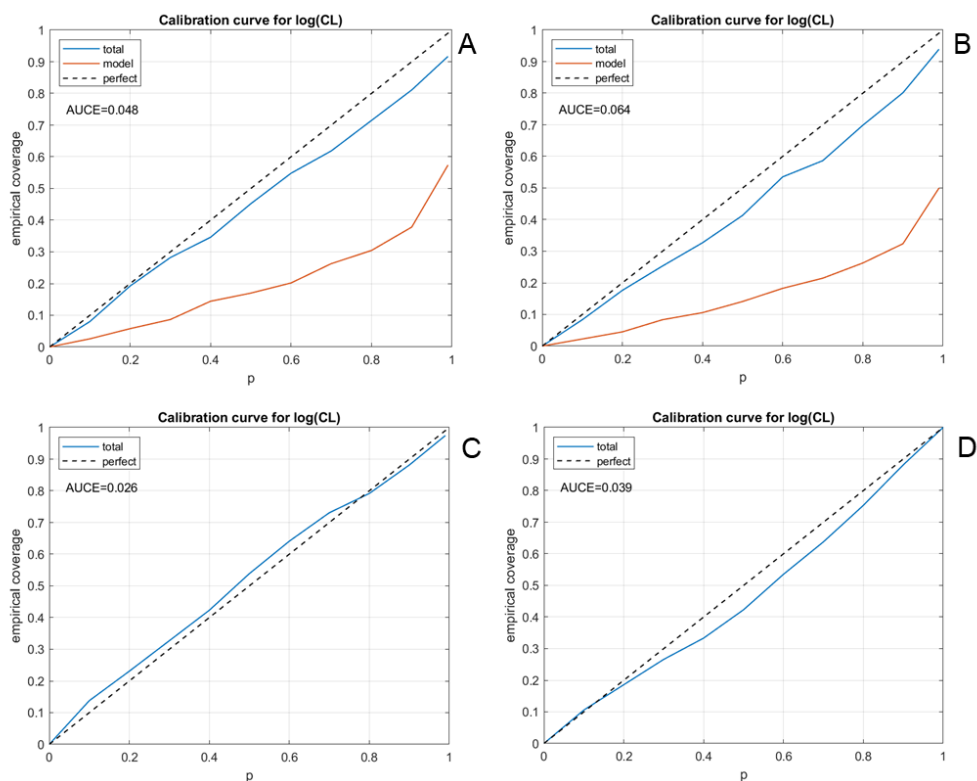 Calibration curve for log(CL)
A
total
model
perfect
AUCE=0.048
1
0.9
0.8
0.7
0.6
0.5
0.4
0.3
0.2
0.1
0
empirical coverage
0 0.2 0.4 0.6 0.8 1
p
Calibration curve for log(CL)
B
total
model
perfect
AUCE=0.064
1
0.9
0.8
0.7
0.6
0.5
0.4
0.3
0.2
0.1
0
empirical coverage
0 0.2 0.4 0.6 0.8 1
p
Calibration curve for log(CL)
C
total
perfect
AUCE=0.026
1
0.9
0.8
0.7
0.6
0.5
0.4
0.3
0.2
0.1
0
empirical coverage
0 0.2 0.4 0.6 0.8 1
p
Calibration curve for log(CL)
D
total
perfect
AUCE=0.039
1
0.9
0.8
0.7
0.6
0.5
0.4
0.3
0.2
0.1
0
empirical coverage
0 0.2 0.4 0.6 0.8 1
p